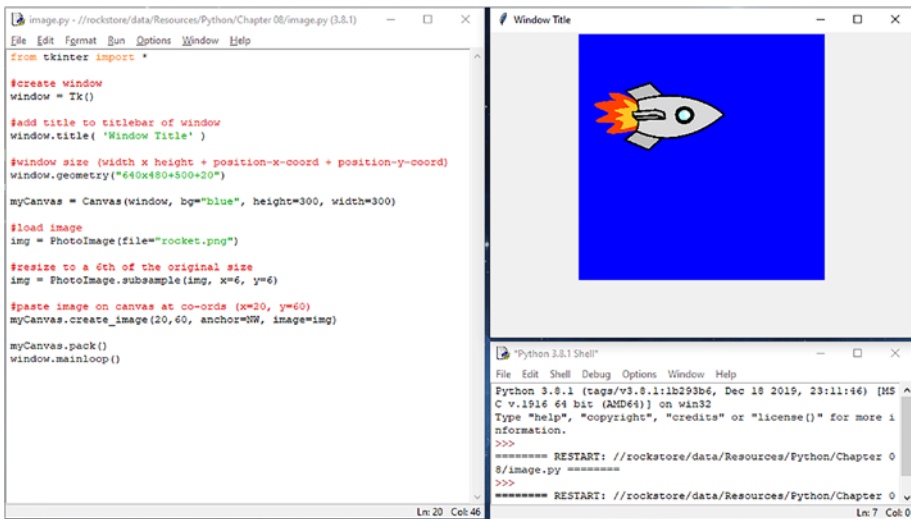 image.py - //rockstore/data/Resources/Python/Chapter 08/image.py (3.8.1)
File Edit Format Run Options Window Help
from tkinter import *
#create window
window = Tk()
#add title to titlebar of window
window.title( 'Window Title' )
#window size (width x height + position-x-coord + position-y-coord)
window.geometry("640x480+500+20")
myCanvas = Canvas(window, bg="blue", height=300, width=300)
#load image
img = PhotoImage(file="rocket.png")
#resize to a 6th of the original size
img = PhotoImage.subsample(img, x=6, y=6)
#paste image on canvas at co-ords (x=20, y=60)
myCanvas.create_image(20,60, anchor=NW, image=img)
myCanvas.pack()
window.mainloop()
Ln: 20 Col: 46
Window Title
*Python 3.8.1 Shell*
File Edit Shell Debug Options Window Help
Python 3.8.1 (tags/v3.8.1:1b293b6, Dec 18 2019, 23:11:46) [MS
C v.1916 64 bit (AMD64)] on win32
Type "help", "copyright", "credits" or "license()" for more i
nformation.
>>>
======== RESTART: //rockstore/data/Resources/Python/Chapter 0
8/image.py ========
>>>
======== RESTART: //rockstore/data/Resources/Python/Chapter 0
Ln: 7 Col: 0